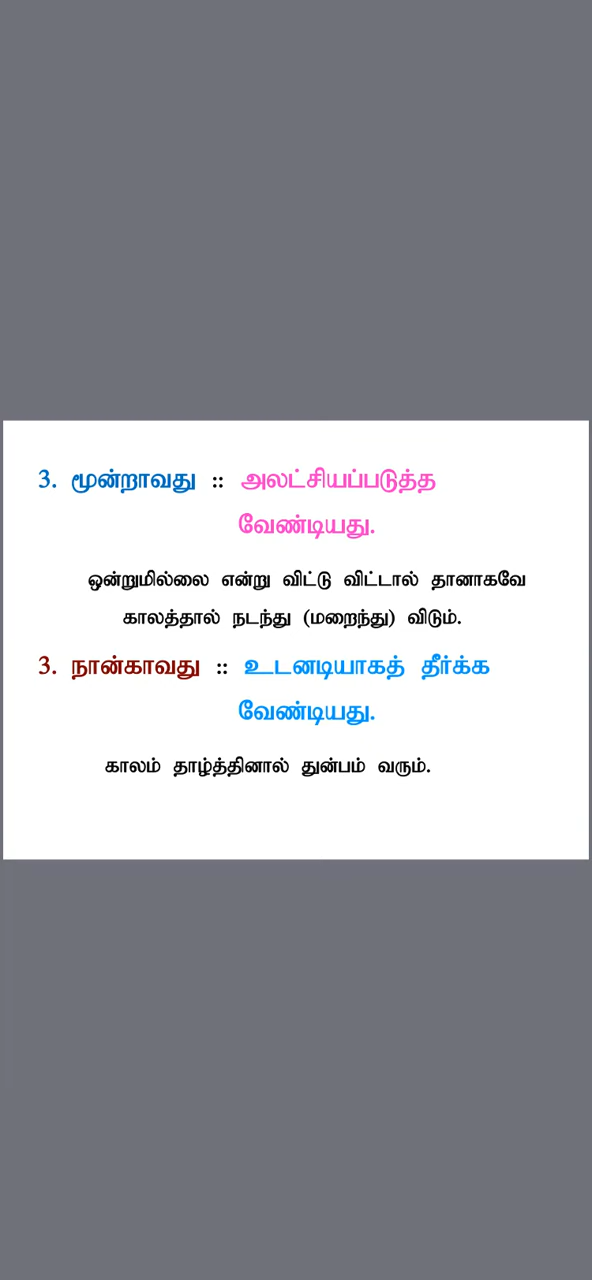 3. மூன்றாவது :: அலட்சியப்படுத்த
வேண்டியது.
ஒன்றுமில்லை என்று விட்டு விட்டால் தானாகவே
காலத்தால் நடந்து (மறைந்து) விடும்.
3. நான்காவது :: உடனடியாகத் தீர்க்க
வேண்டியது.
காலம் தாழ்த்தினால் துன்பம் வரும்.